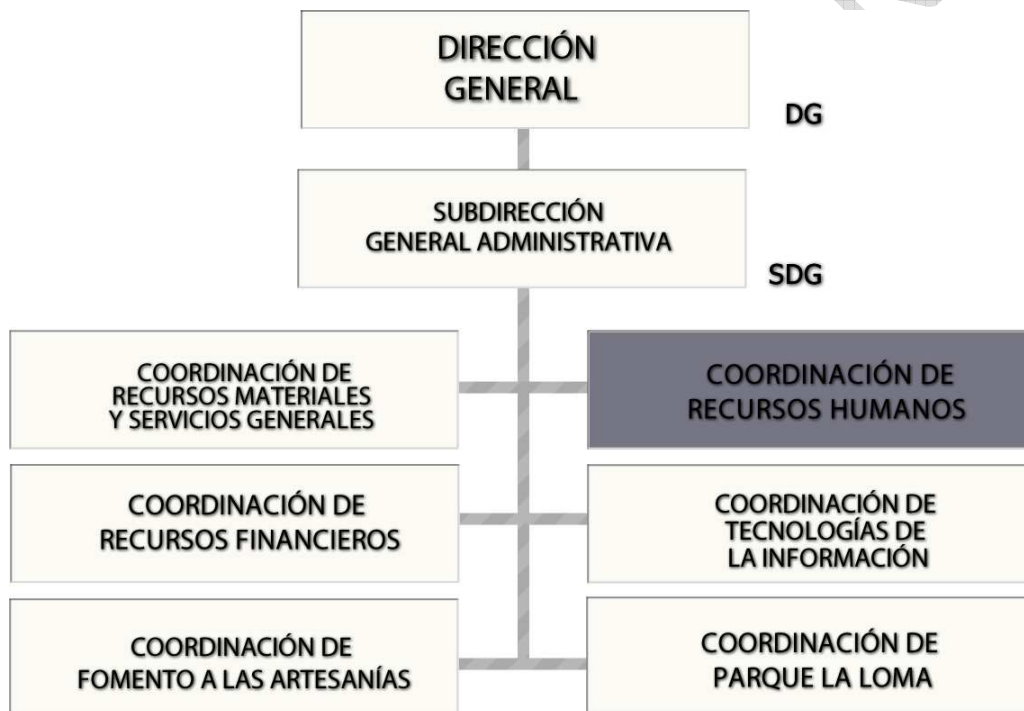 DIRECCIÓN
GENERAL
DG
SUBDIRECCIÓN
GENERAL ADMINISTRATIVA
SDG
COORDINACIÓN DE
RECURSOS MATERIALES
Y SERVICIOS GENERALES
COORDINACIÓN DE
RECURSOS HUMANOS
COORDINACIÓN DE
RECURSOS FINANCIEROS
COORDINACIÓN DE
TECNOLOGÍAS DE
LA INFORMACIÓN
COORDINACIÓN DE
FOMENTO A LAS ARTESANÍAS
COORDINACIÓN DE
PARQUE LA LOMA